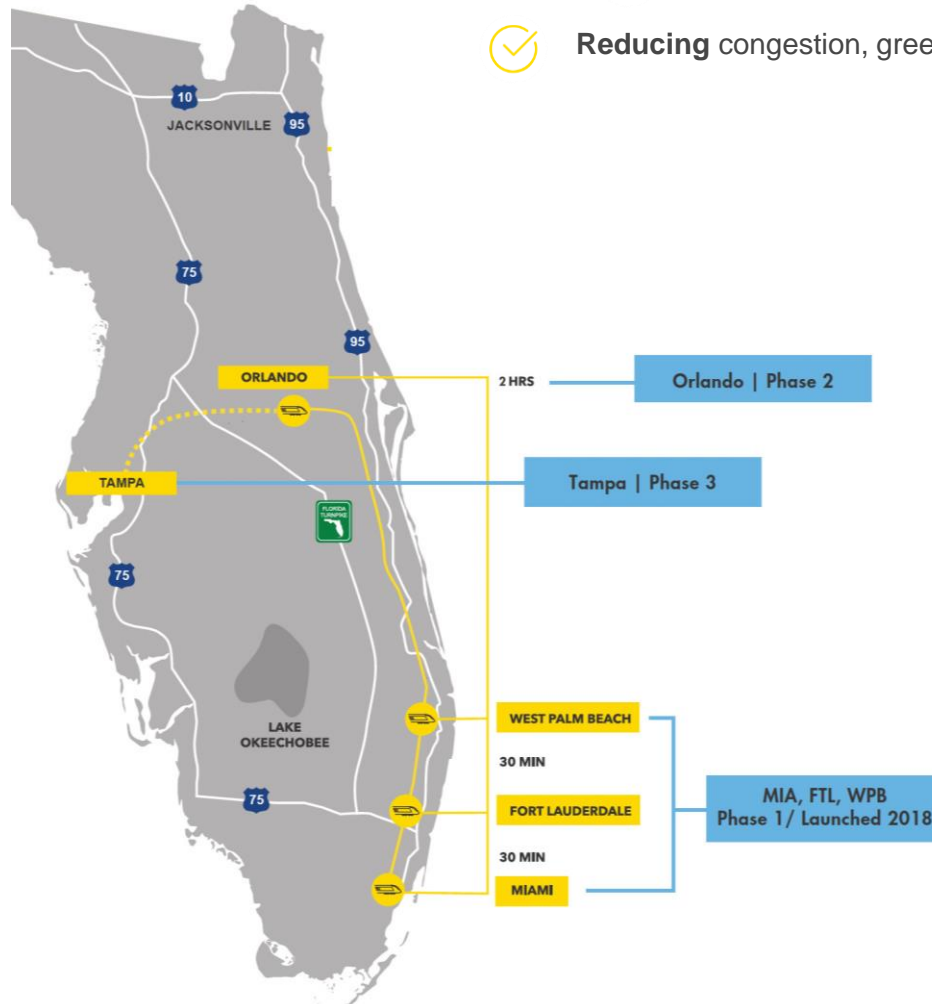 Reducing congestion, gree
10
JACKSONVILLE
95
75
95
ORLANDO
2 HRS
Orlando | Phase 2
TAMPA
Tampa | Phase 3
FLORIDA
TURNPIKE
75
WEST PALM BEACH
LAKE
OKEECHOBEE
30 MIN
75
FORT LAUDERDALE
MIA, FTL, WPB
Phase 1/ Launched 2018
30 MIN
MIAMI